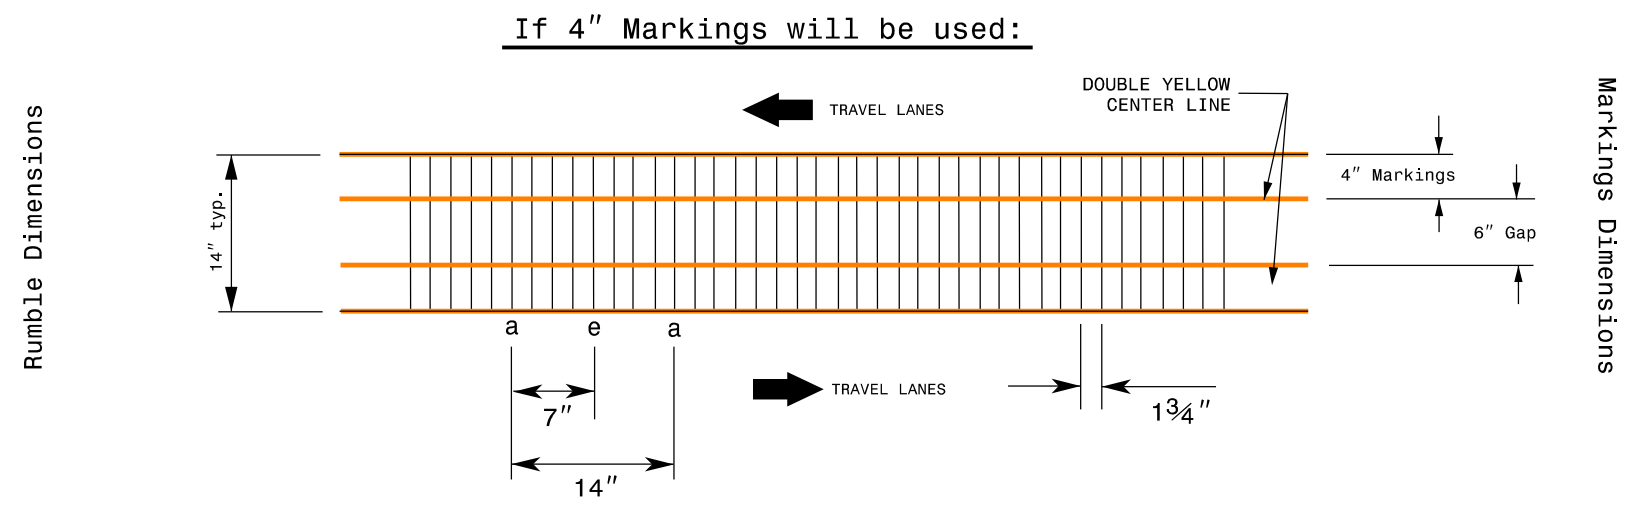 If 4" Markings will be used:
DOUBLE YELLOW
CENTER LINE
TRAVEL LANES
Rumble Dimensions
14" typ.
4" Markings
6" Gap
Markings Dimensions
a e a
TRAVEL LANES
7"
1¾"
14"